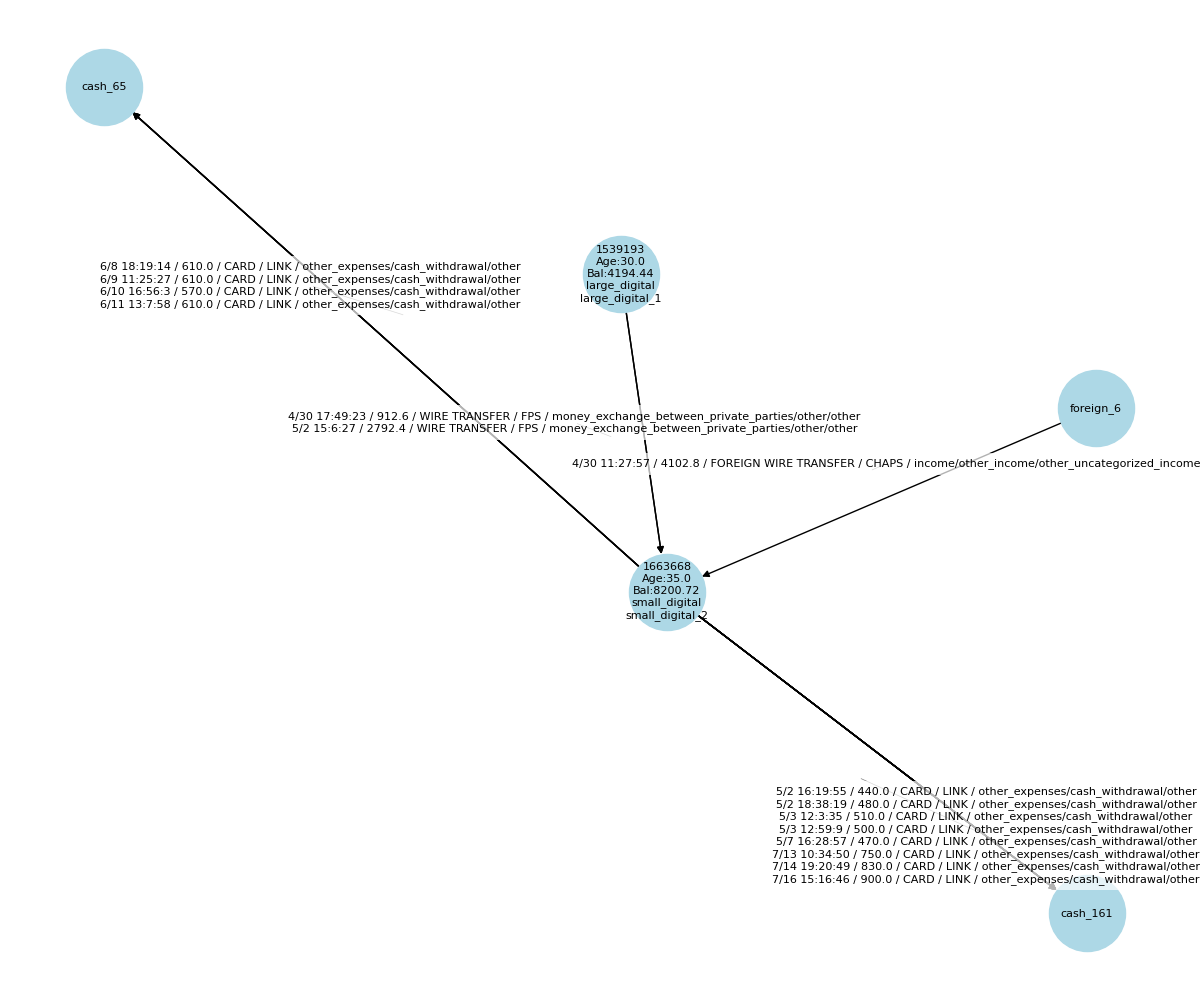 cash_65
1539193
Age:30.0
Bal:4194.44
large_digital
large_digital_1
6/8 18:19:14 / 610.0 / CARD / LINK / other_expenses/cash_withdrawal/other
6/9 11:25:27 / 610.0 / CARD / LINK / other_expenses/cash_withdrawal/other
6/10 16:56:3 / 570.0 / CARD / LINK / other_expenses/cash_withdrawal/other
6/11 13:7:58 / 610.0 / CARD / LINK / other_expenses/cash_withdrawal/other
foreign_6
4/30 17:49:23 / 912.6 / WIRE TRANSFER / FPS / money_exchange_between_private_parties/other/other
5/2 15:6:27 / 2792.4 / WIRE TRANSFER / FPS / money_exchange_between_private_parties/other/other
4/30 11:27:57 / 4102.8 / FOREIGN WIRE TRANSFER / CHAPS / income/other_income/other_uncategorized_income
1663668
Age:35.0
Bal:8200.72
small_digital
small_digital_2
5/2 16:19:55 / 440.0 / CARD / LINK / other_expenses/cash_withdrawal/other
5/2 18:38:19 / 480.0 / CARD / LINK / other_expenses/cash_withdrawal/other
5/3 12:3:35 / 510.0 / CARD / LINK / other_expenses/cash_withdrawal/other
5/3 12:59:9 / 500.0 / CARD / LINK / other_expenses/cash_withdrawal/other
5/7 16:28:57 / 470.0 / CARD / LINK / other_expenses/cash_withdrawal/other
7/13 10:34:50 / 750.0 / CARD / LINK / other_expenses/cash_withdrawal/other
7/14 19:20:49 / 830.0 / CARD / LINK / other_expenses/cash_withdrawal/other
7/16 15:16:46 / 900.0 / CARD / LINK / other_expenses/cash_withdrawal/other
cash_161